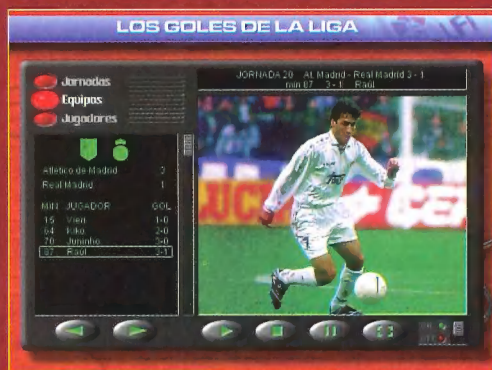 LOS GOLES DE LA LIGA
Jornadas
Equipos
Jugadores
JORNADA 20 At. Madrid - Real Madrid 3 - 1
min 87 3 - 1 Raúl
Atlético de Madrid 3
Real Madrid 1
MIN JUGADOR GOL
15 Vieri 1-0
64 Kiko 2-0
70 Juninho 3-0
87 Raúl 3-1